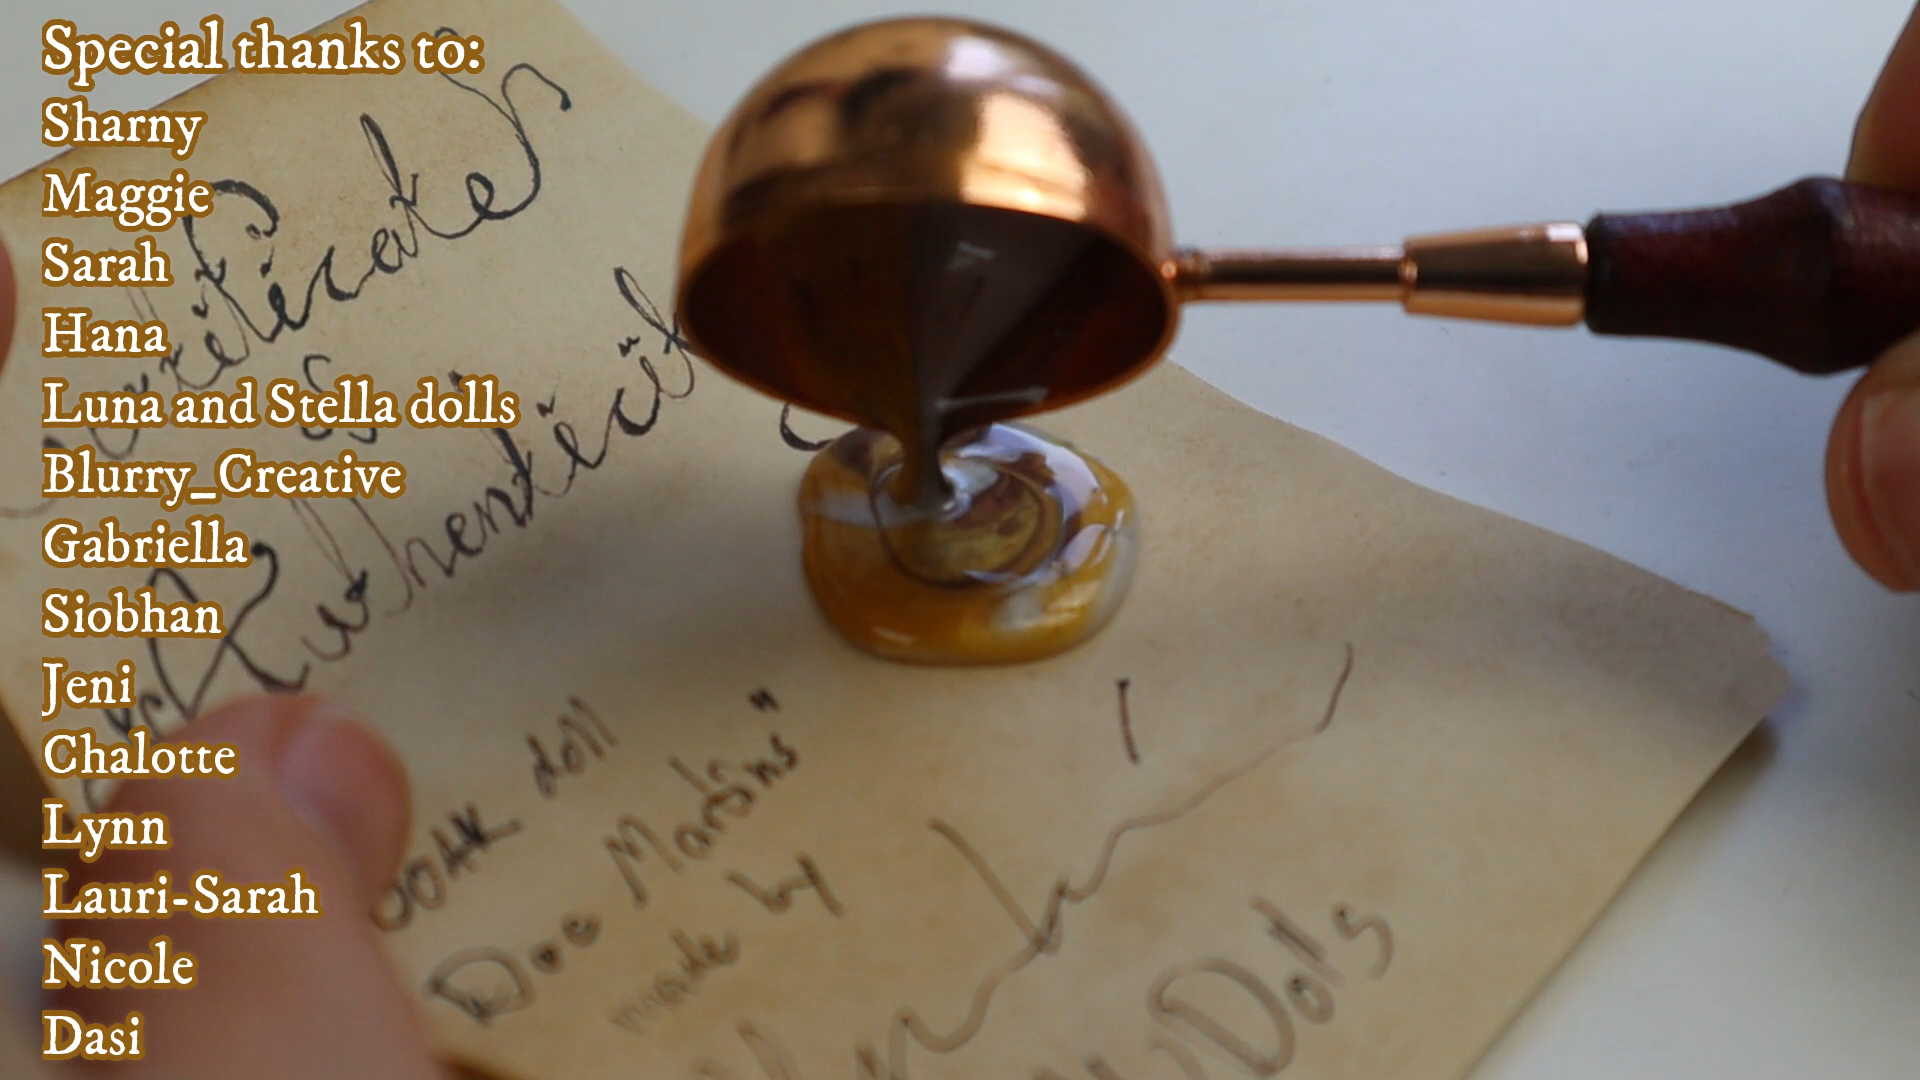 Special thanks to:
Sharny
Maggie
Sarah
Hana
Luna and Stella dolls
Blurry_Creative
Gabriella
Siobhan
Jeni
Chalotte
Lynn
Lauri-Sarah
Nicole
Dasi
OOAK doll
Doc Martins"
made by
Dolls